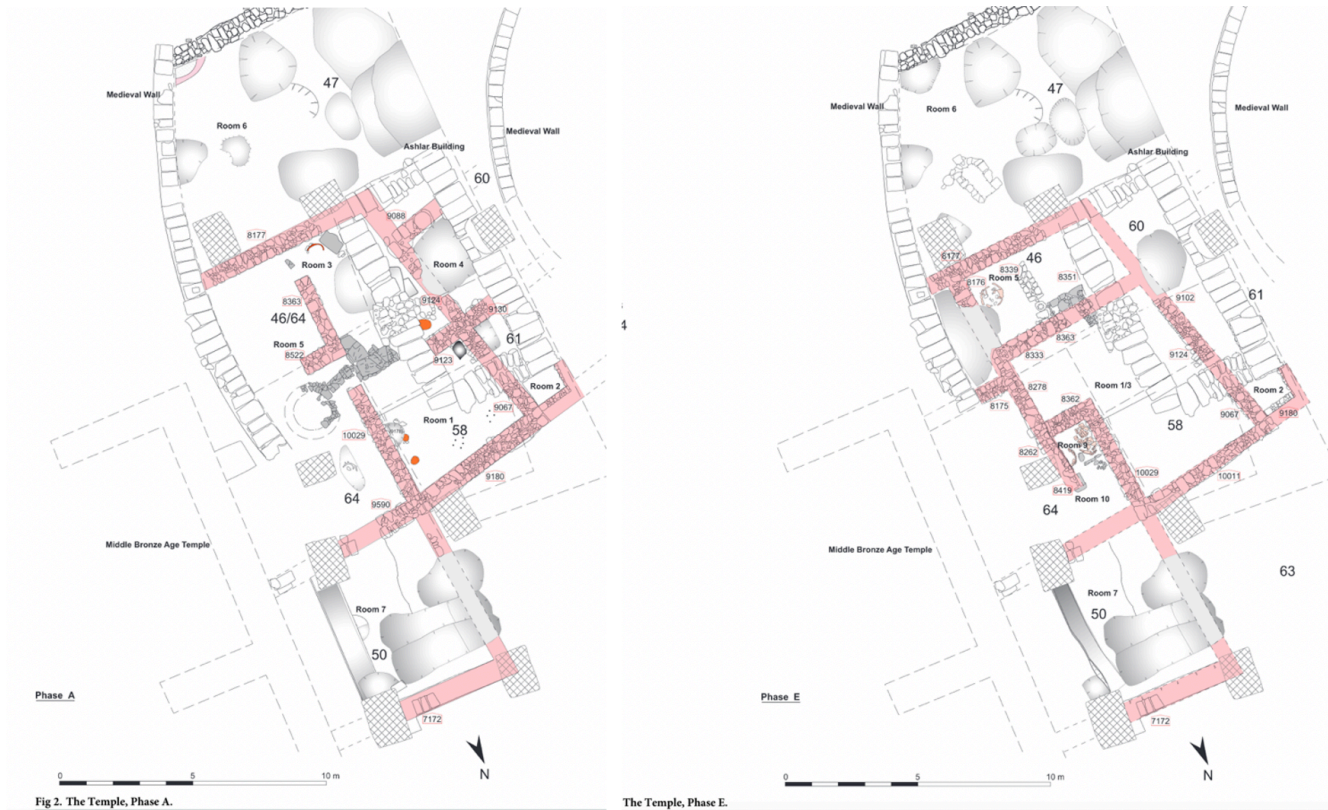 47
Medieval Wall
Room 6
Medieval Wall
Ashlar Building
60
9088
8177
Room 3
Room 4
8363
9124
9130
46/64
61
Room 5
8522
9123
Room 2
9067
Room 1
58
10029
9180
64
9590
Middle Bronze Age Temple
Room 7
50
Phase A
7172
N
0 5 10 m
Fig 2. The Temple, Phase A.
4
47
Medieval Wall
Room 6
Medieval Wall
Ashlar Building
60
8177
46
8339
8351
Room 5
8176
61
9102
8363
8333
9124
Room 1/3
8278
Room 2
8175
8362
9067
9180
58
Room 9
8262
10029
10011
8419
Room 10
64
Middle Bronze Age Temple
63
Room 7
50
Phase E
7172
N
0 5 10 m
The Temple, Phase E.